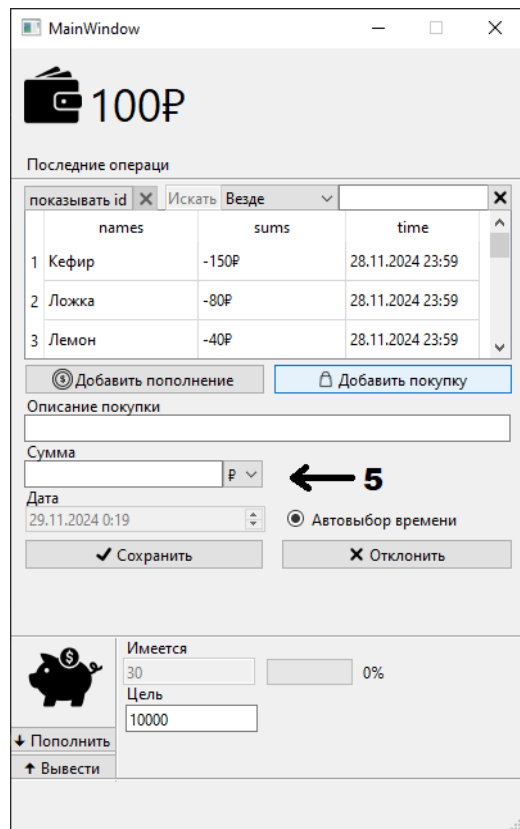 MainWindow
100₽
Последние операци
показывать id Искать Везде
names sums time
1 Кефир -150₽ 28.11.2024 23:59
2 Ложка -80₽ 28.11.2024 23:59
3 Лемон -40₽ 28.11.2024 23:59
Добавить пополнение Добавить покупку
Описание покупки
Сумма
₽ 5
Дата
29.11.2024 0:19 Автовыбор времени
Сохранить Отклонить
Имеется
30 0%
Цель
10000
Пополнить
Вывести